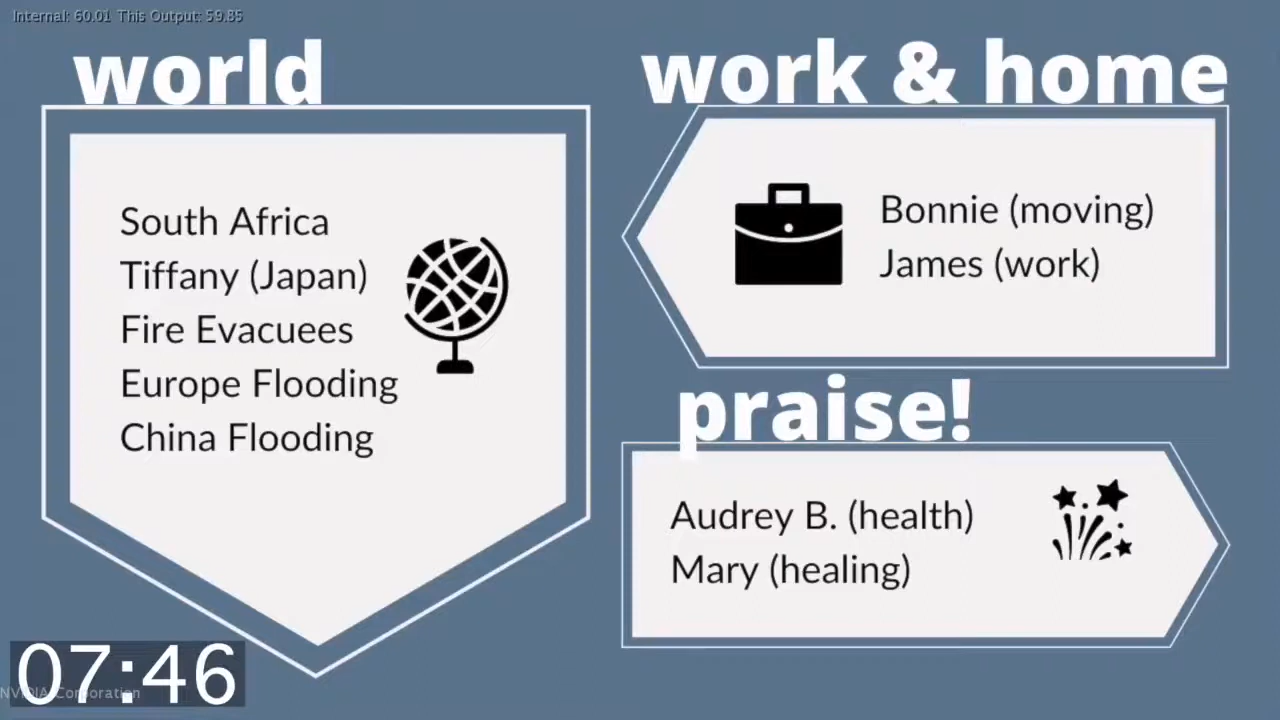 Internal: 60.01 This Output: 59.85
world
South Africa
Tiffany (Japan)
Fire Evacuees
Europe Flooding
China Flooding
work & home
Bonnie (moving)
James (work)
praise!
Audrey B. (health)
Mary (healing)
07:46
NVIDIA Corporation